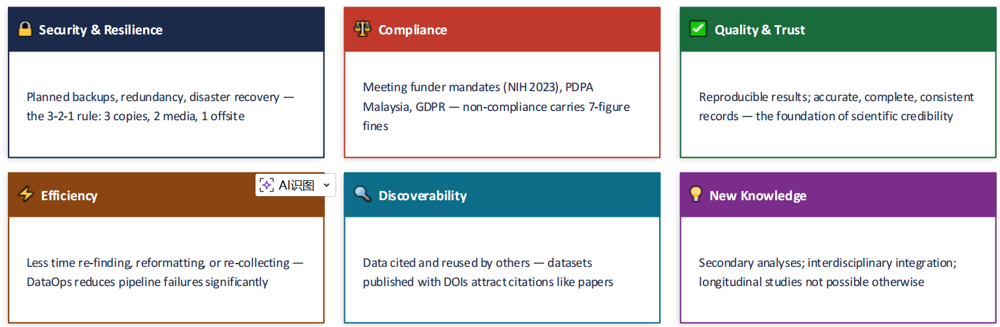 Security & Resilience
Planned backups, redundancy, disaster recovery —
the 3-2-1 rule: 3 copies, 2 media, 1 offsite
Compliance
Meeting funder mandates (NIH 2023), PDPA
Malaysia, GDPR — non-compliance carries 7-figure
fines
Quality & Trust
Reproducible results; accurate, complete, consistent
records — the foundation of scientific credibility
Efficiency
AI识图
Less time re-finding, reformatting, or re-collecting —
DataOps reduces pipeline failures significantly
Discoverability
Data cited and reused by others — datasets
published with DOIs attract citations like papers
New Knowledge
Secondary analyses; interdisciplinary integration;
longitudinal studies not possible otherwise